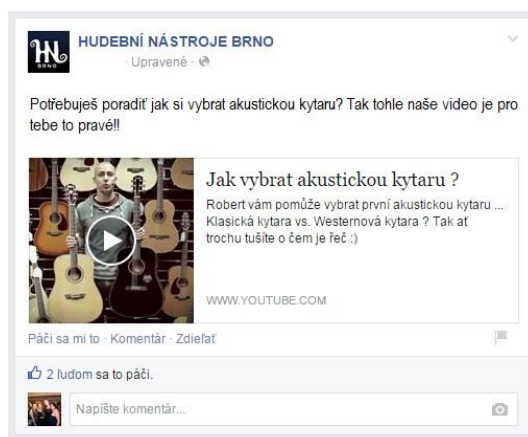 HN
BRNO
HUDEBNÍ NÁSTROJE BRNO
· Upravené ·
Potřebuješ poradiť jak si vybrat akustickou kytaru? Tak tohle naše video je pro
tebe to pravé!!
Jak vybrat akustickou kytaru ?
Robert vám pomůže vybrat první akustickou kytaru ...
Klasická kytara vs. Westernová kytara ? Tak ať
trochu tušíte o čem je řeč :)
WWW.YOUTUBE.COM
Páči sa mi to · Komentár · Zdieľať
2 ľuďom sa to páči.
Napíšte komentár...